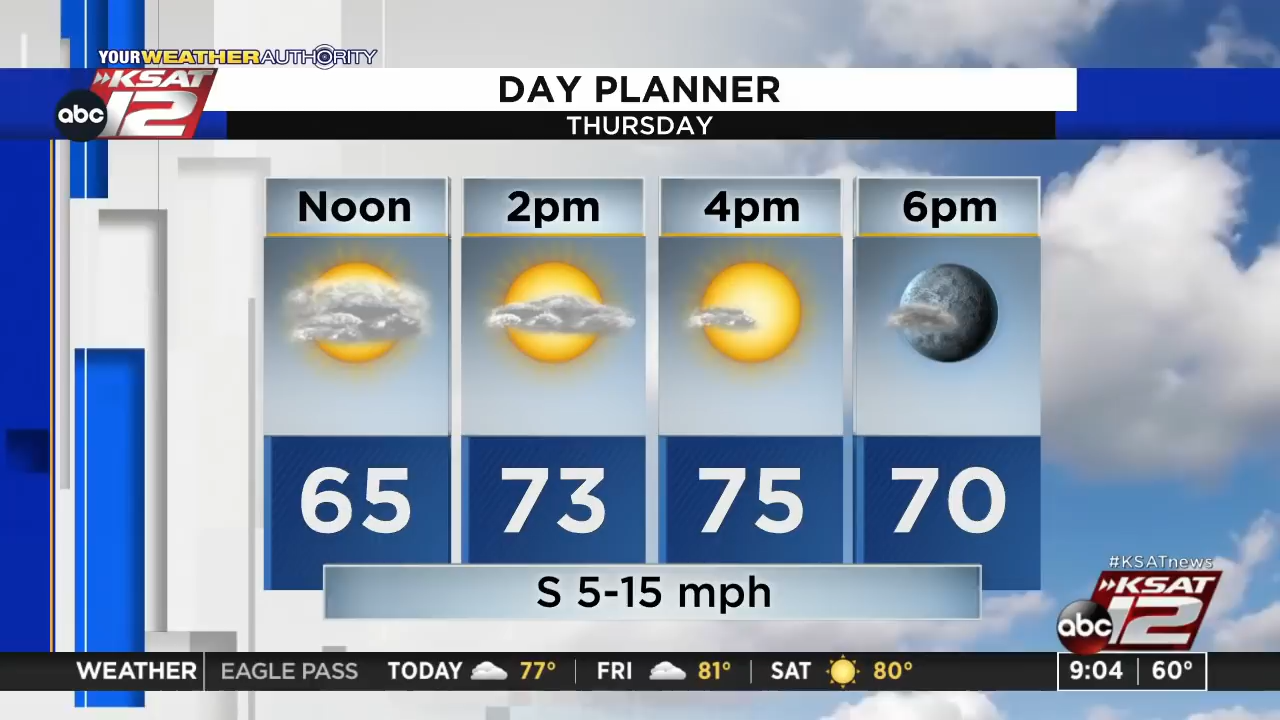 YOURWEATHERAUTHORITY
KSAT
abc 12
DAY PLANNER
THURSDAY
Noon 2pm 4pm 6pm
65 73 75 70
S 5-15 mph
#KSATnews
KSAT
abc 12
WEATHER EAGLE PASS TODAY 77° FRI 81° SAT 80° 9:04 60°